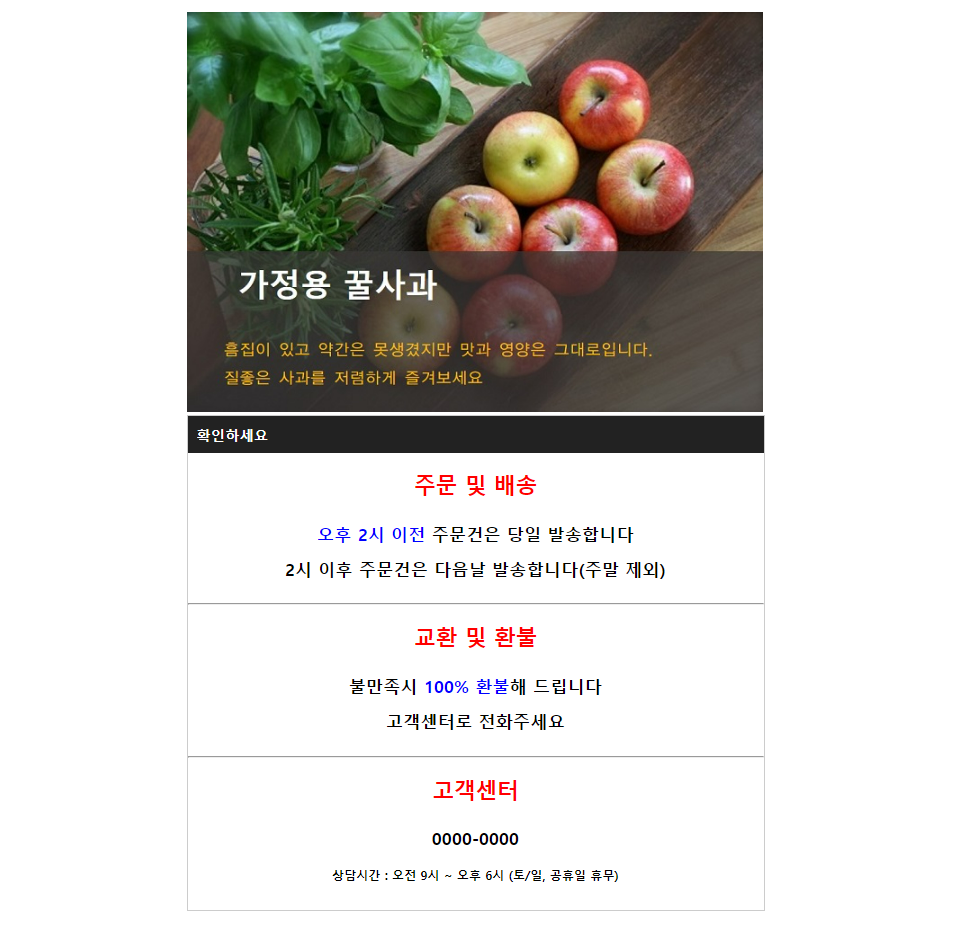 가정용 꿀사과
흠집이 있고 약간은 못생겼지만 맛과 영양은 그대로입니다.
질좋은 사과를 저렴하게 즐겨보세요
확인하세요
주문 및 배송
오후 2시 이전 주문건은 당일 발송합니다
2시 이후 주문건은 다음날 발송합니다(주말 제외)
교환 및 환불
불만족시 100% 환불해 드립니다
고객센터로 전화주세요
고객센터
0000-0000
상담시간 : 오전 9시 ~ 오후 6시 (토/일, 공휴일 휴무)